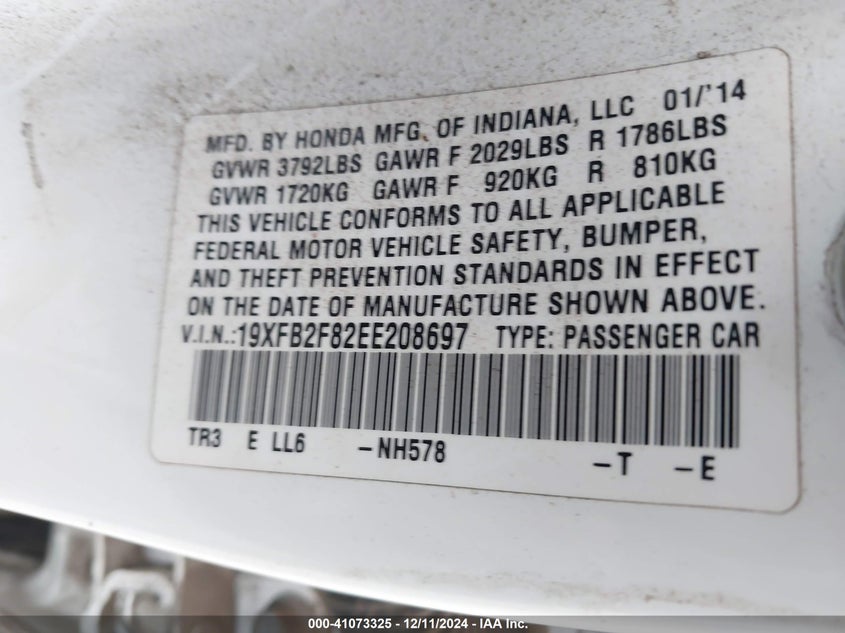 MFD. BY HONDA MFG. OF INDIANA, LLC 01/'14
GVWR 3792LBS GAWR F 2029LBS R 1786LBS
GVWR 1720KG GAWR F 920KG R 810KG
THIS VEHICLE CONFORMS TO ALL APPLICABLE
FEDERAL MOTOR VEHICLE SAFETY, BUMPER,
AND THEFT PREVENTION STANDARDS IN EFFECT
ON THE DATE OF MANUFACTURE SHOWN ABOVE.
V.I.N.:19XFB2F82EE208697 TYPE: PASSENGER CAR
TR3 E LL6 -NH578 -T -E
000-41073325 - 12/11/2024 - IAA Inc.